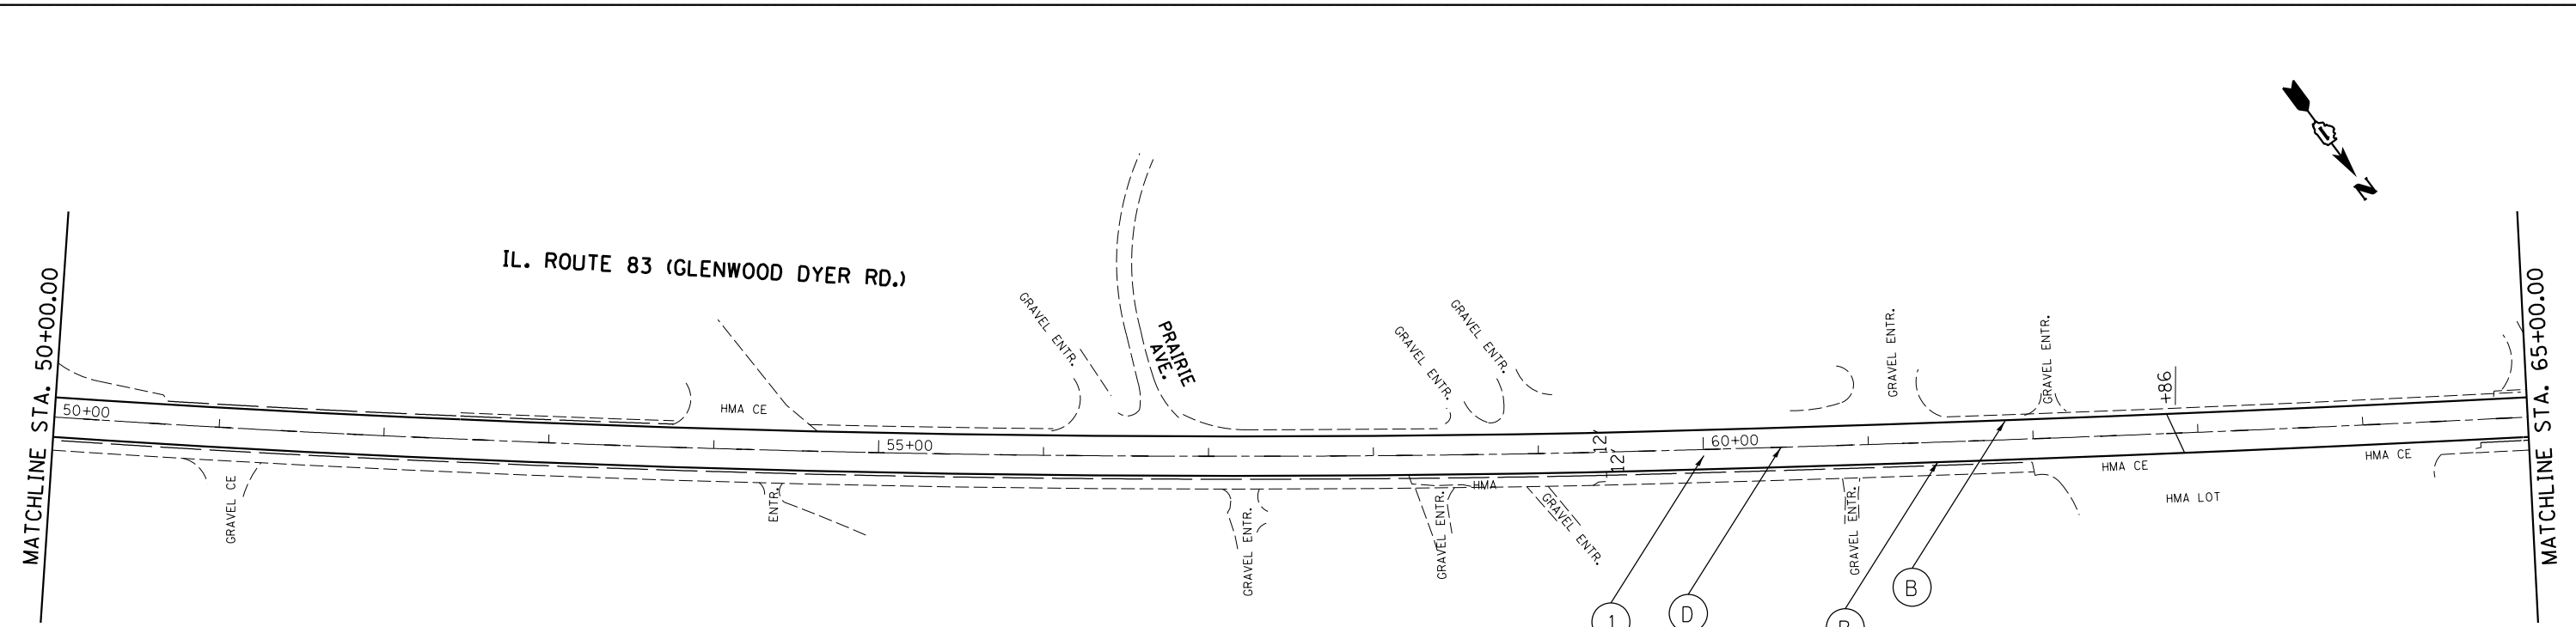 N
IL. ROUTE 83 (GLENWOOD DYER RD.)
MATCHLINE STA. 50+00.00
MATCHLINE STA. 65+00.00
GRAVEL ENTR.
PRAIRIE
AVE.
GRAVEL ENTR.
GRAVEL ENTR.
GRAVEL ENTR.
GRAVEL ENTR.
+86
HMA CE
50+00
55+00
12'
60+00
12'
HMA CE
HMA CE
HMA
HMA LOT
GRAVEL CE
ENTR.
GRAVEL ENTR.
GRAVEL ENTR.
GRAVEL ENTR.
GRAVEL ENTR.
B
D
1